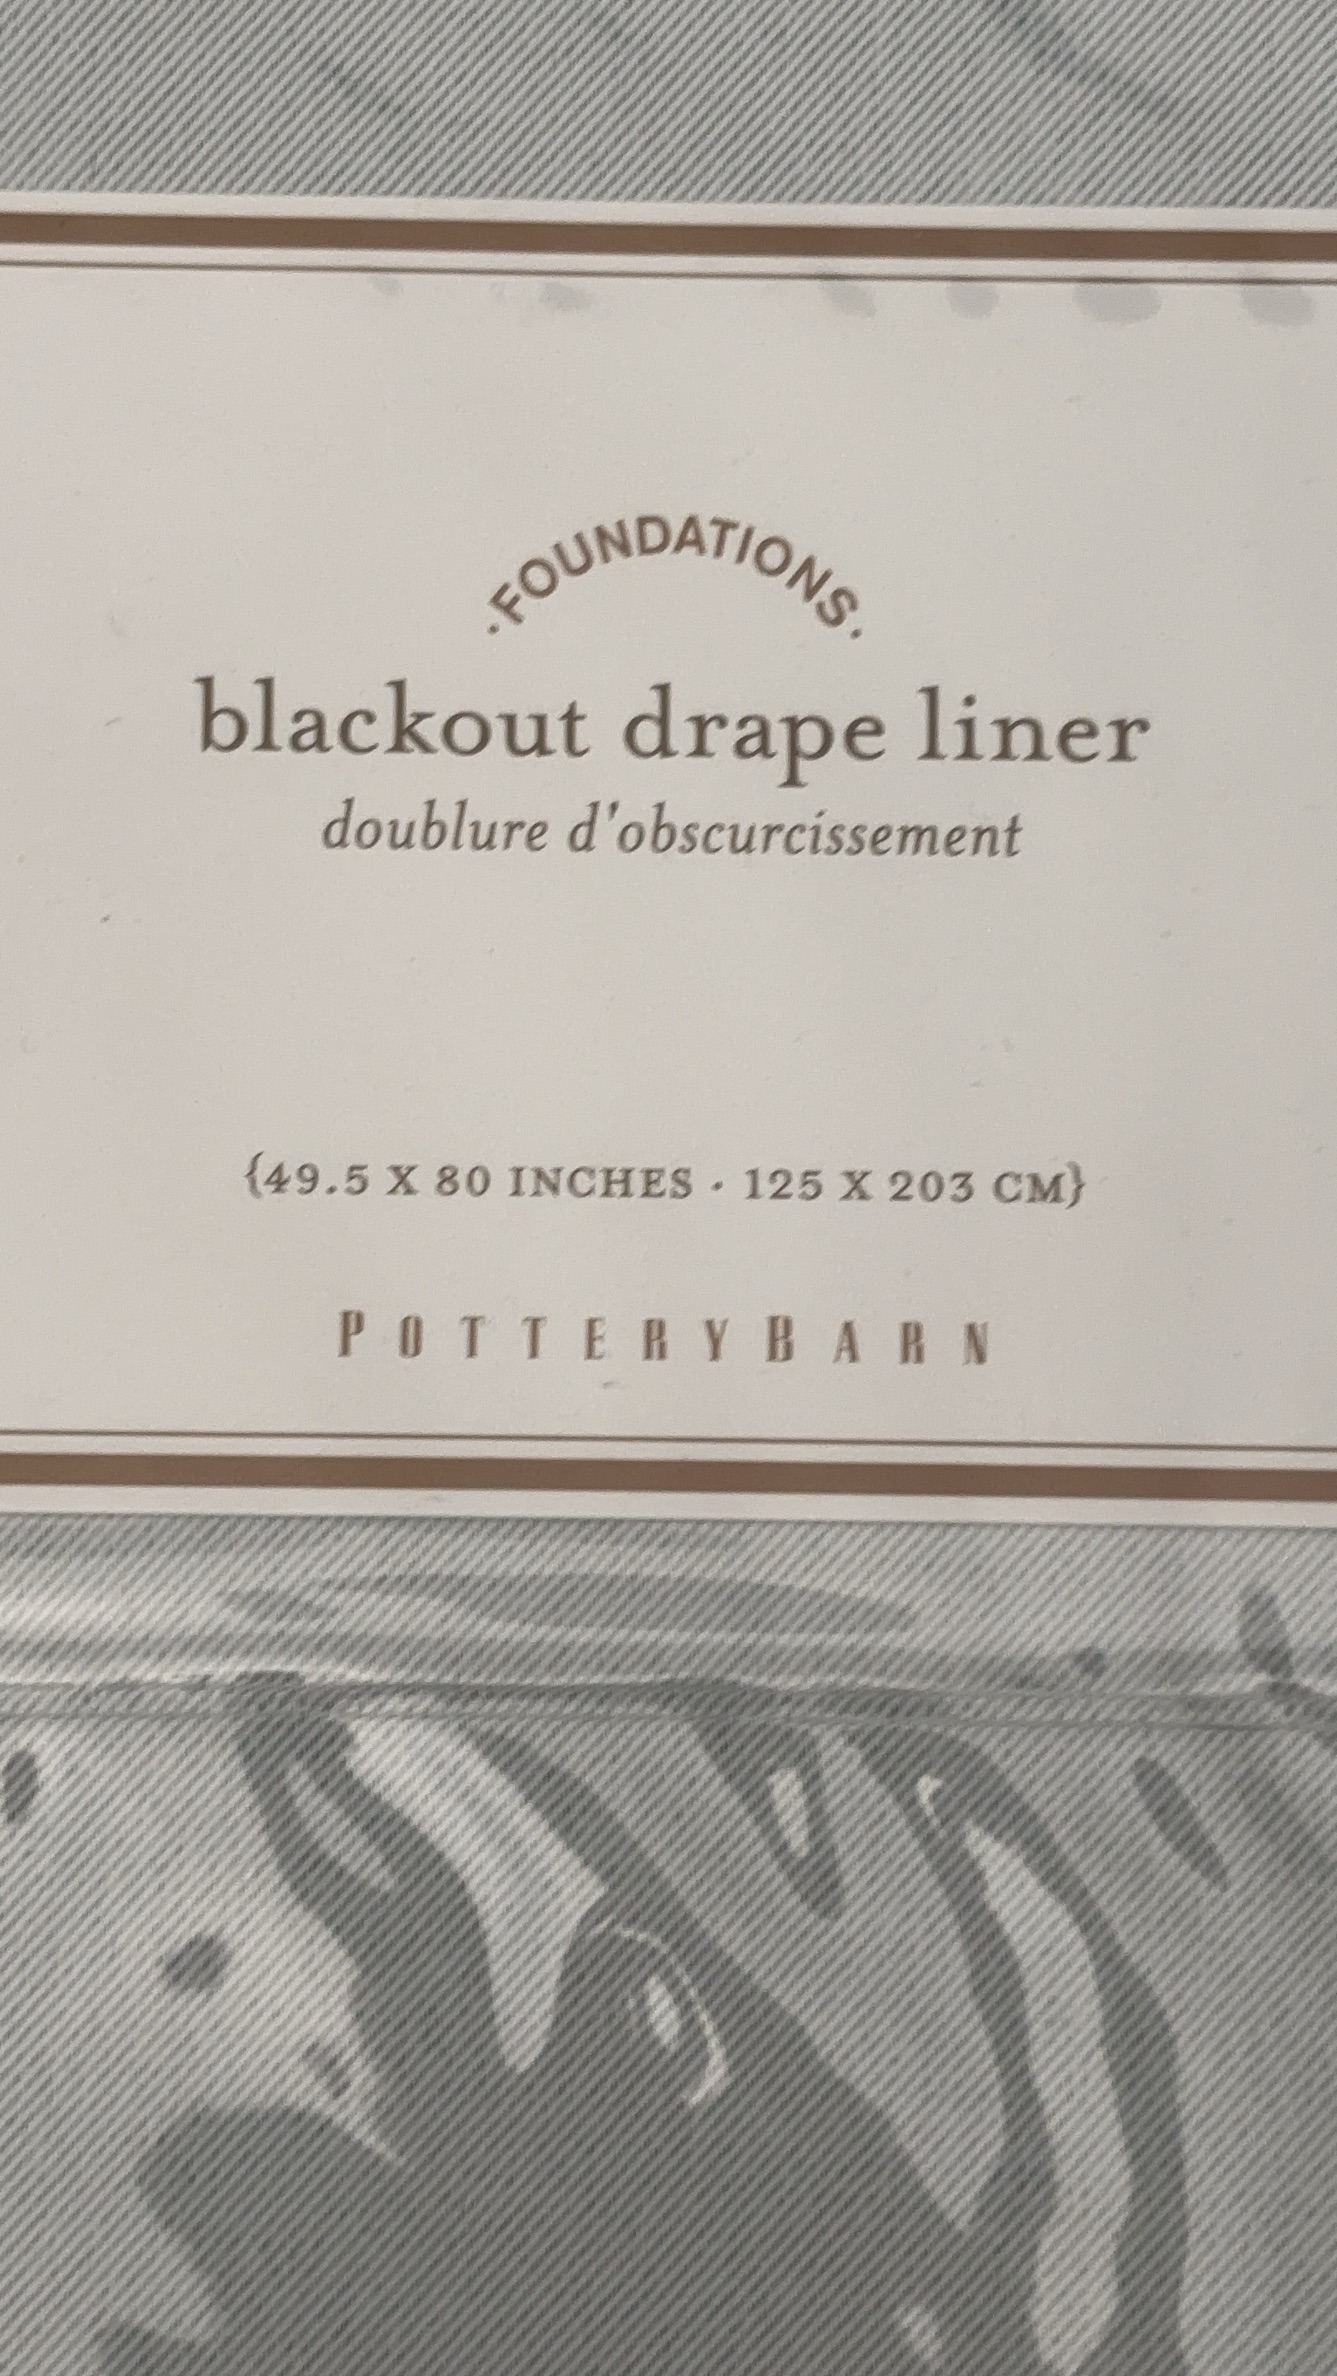 ·FOUNDATIONS·
blackout drape liner
doublure d'obscurcissement
{49.5 X 80 INCHES · 125 X 203 CM}
POTTERYBARN